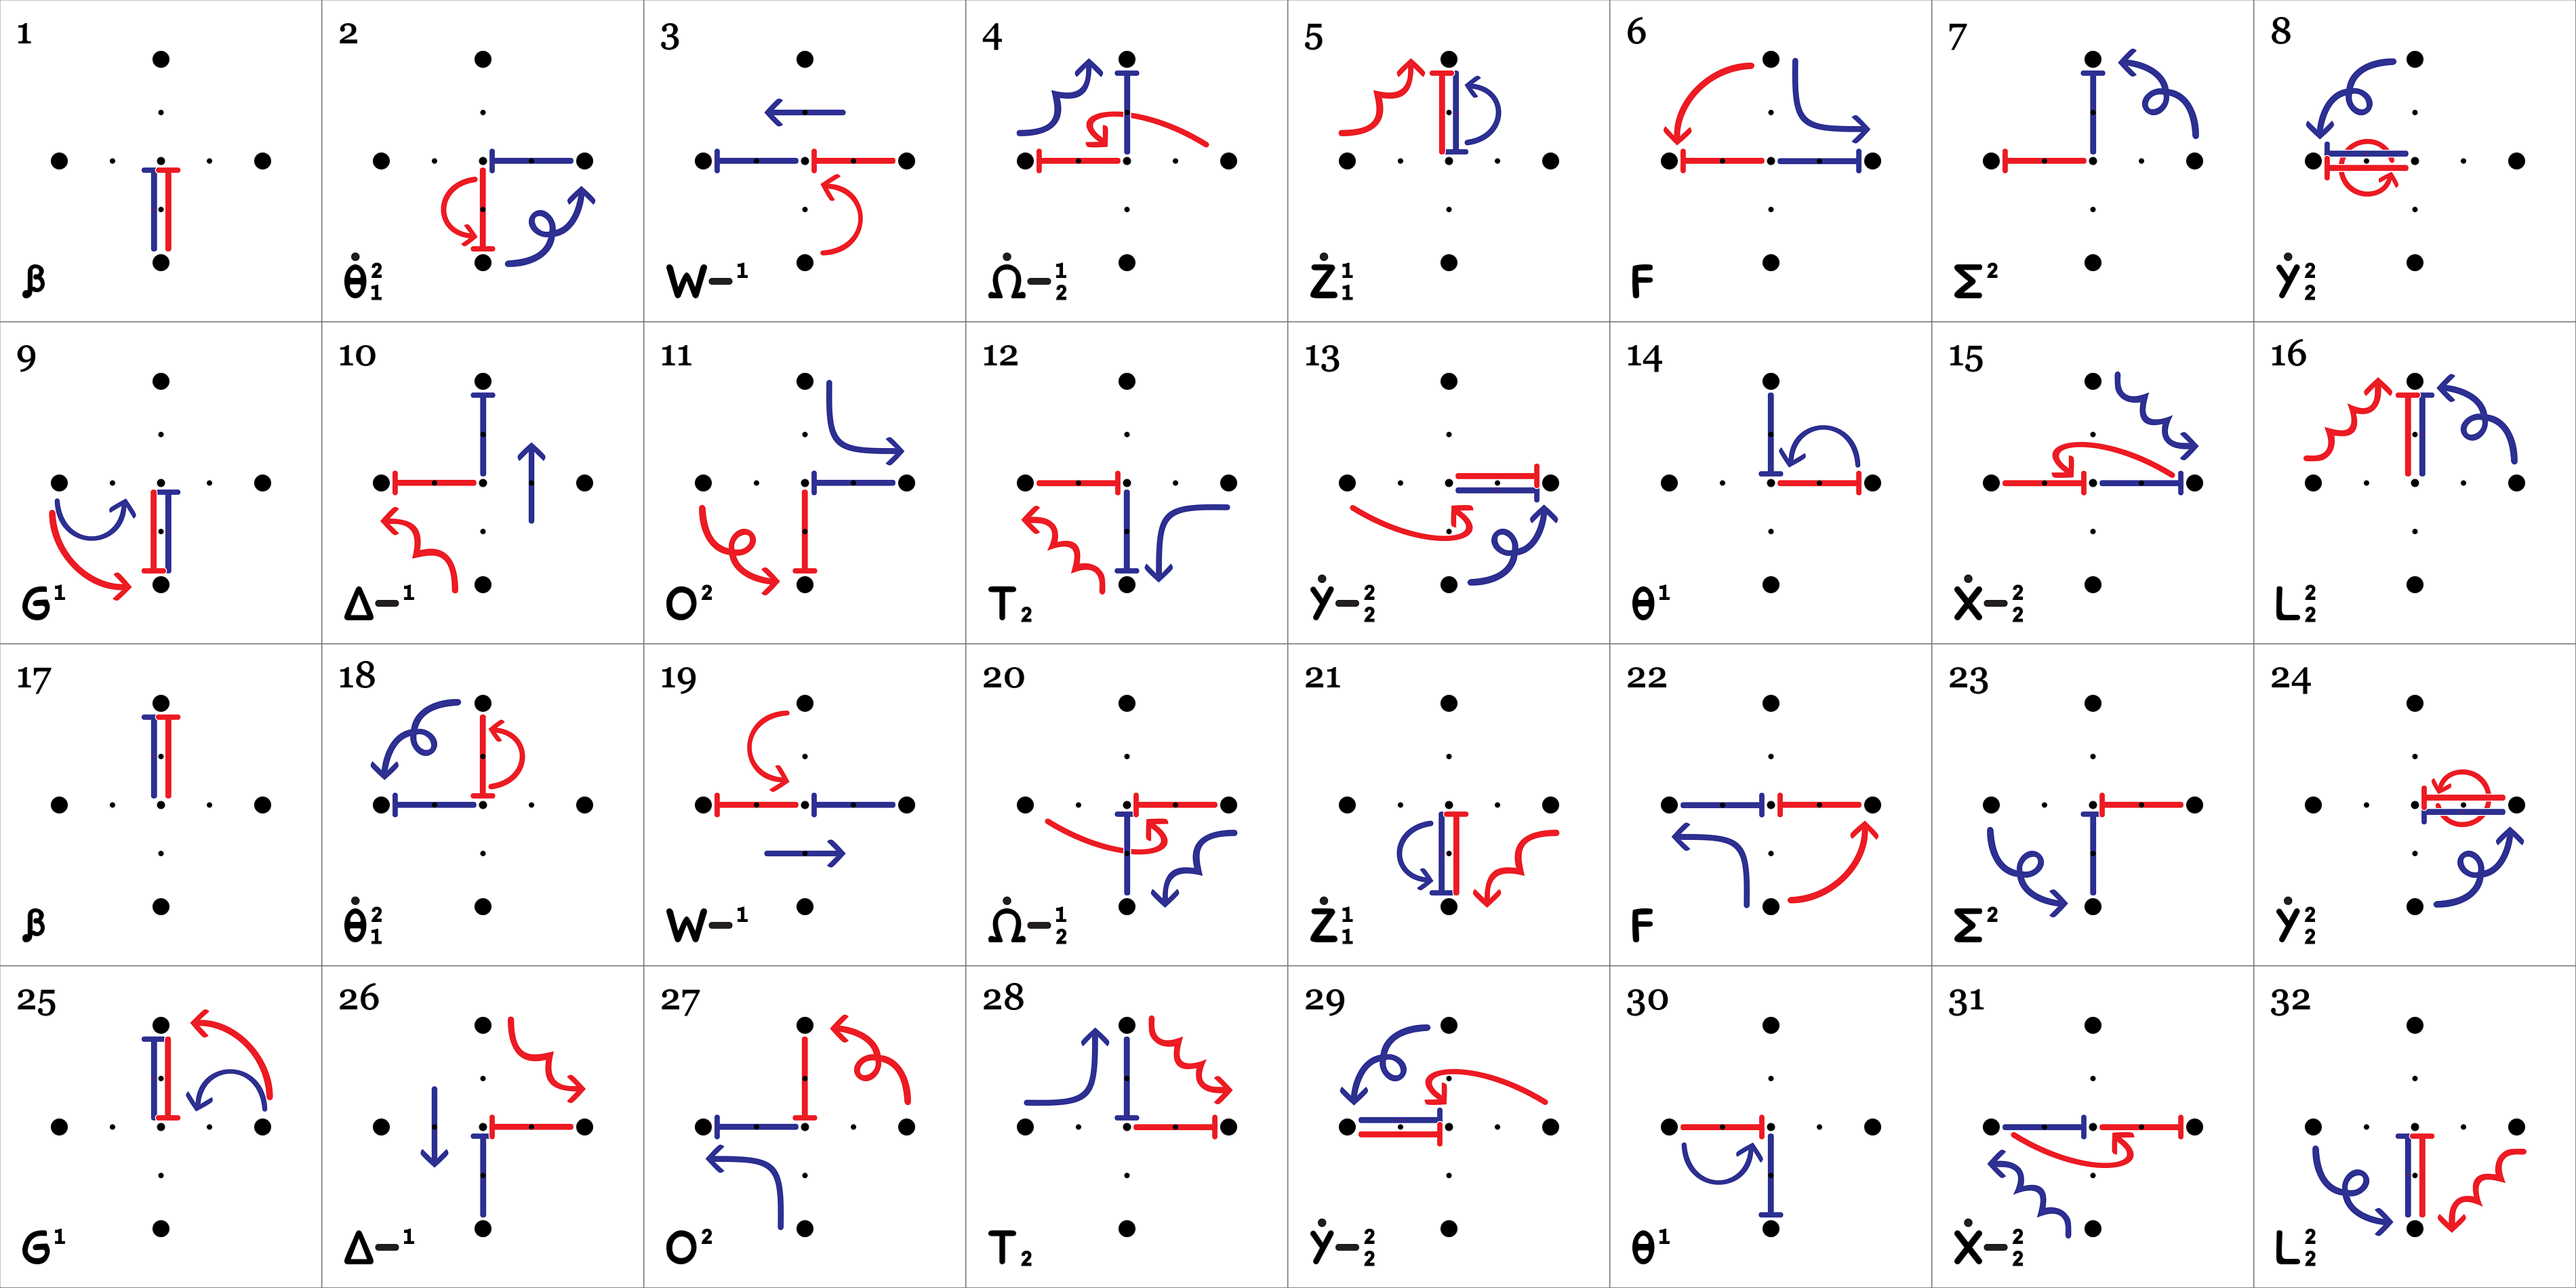 1 2 3 4 5 6 7 8
β θ̇²₁ W–¹ Ω̇–¹₂ Ż¹₁ F Σ² Ẏ²₂
9 10 11 12 13 14 15 16
G¹ Δ–¹ O² T₂ Ẏ–²₂ θ¹ Ẋ–²₂ L²₂
17 18 19 20 21 22 23 24
β θ̇²₁ W–¹ Ω̇–¹₂ Ż¹₁ F Σ² Ẏ²₂
25 26 27 28 29 30 31 32
G¹ Δ–¹ O² T₂ Ẏ–²₂ θ¹ Ẋ–²₂ L²₂